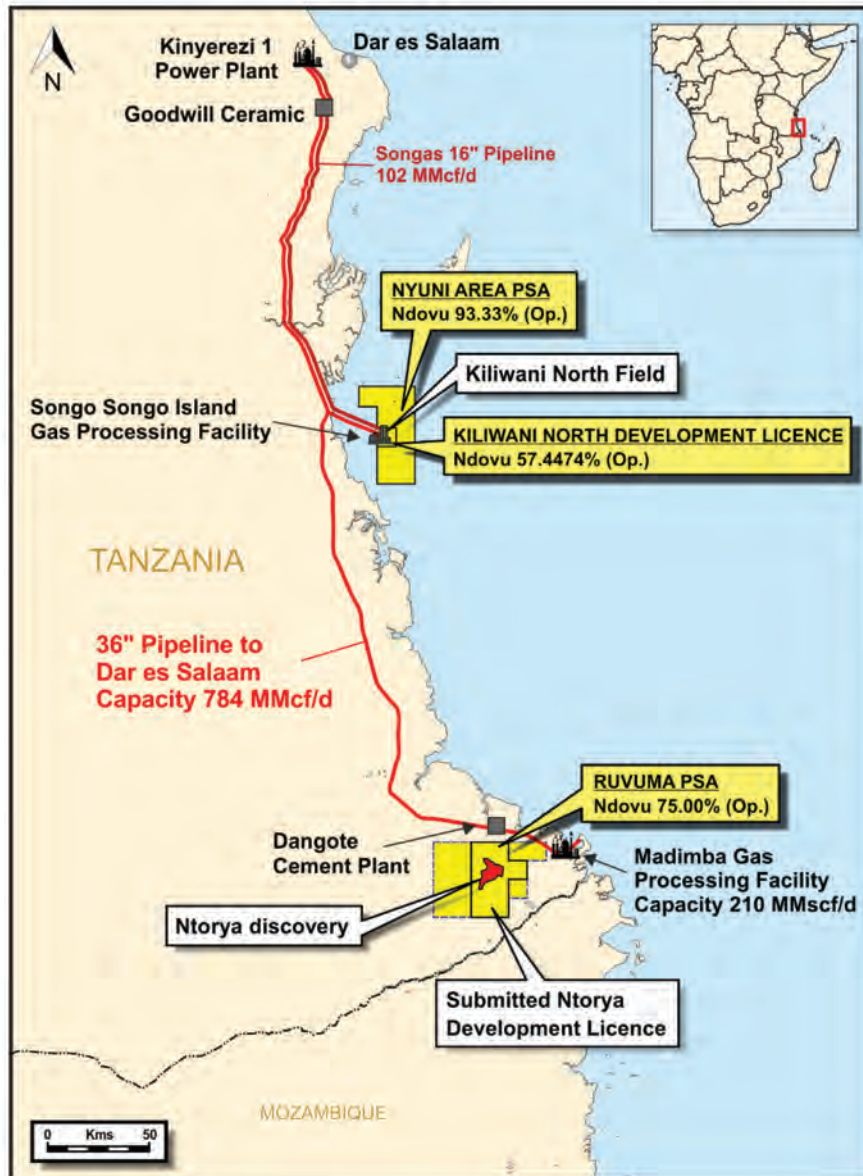 N
Kinyerezi 1
Power Plant
Dar es Salaam
Goodwill Ceramic
Songas 16" Pipeline
102 MMcf/d
NYUNI AREA PSA
Ndovu 93.33% (Op.)
Kiliwani North Field
Songo Songo Island
Gas Processing Facility
KILIWANI NORTH DEVELOPMENT LICENCE
Ndovu 57.4474% (Op.)
TANZANIA
36" Pipeline to
Dar es Salaam
Capacity 784 MMcf/d
RUVUMA PSA
Ndovu 75.00% (Op.)
Dangote
Cement Plant
Madimba Gas
Processing Facility
Capacity 210 MMscf/d
Ntorya discovery
Submitted Ntorya
Development Licence
MOZAMBIQUE
0 Kms 50